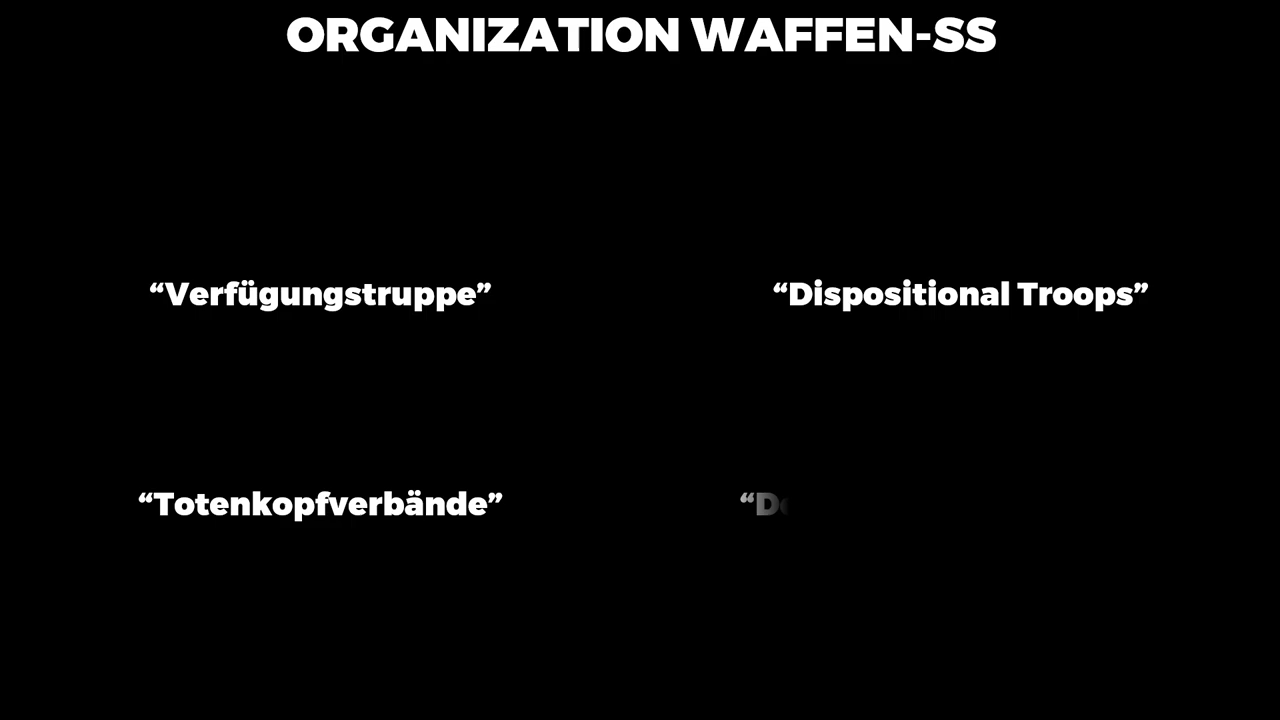 ORGANIZATION WAFFEN-SS
“Verfügungstruppe” “Dispositional Troops”
“Totenkopfverbände”